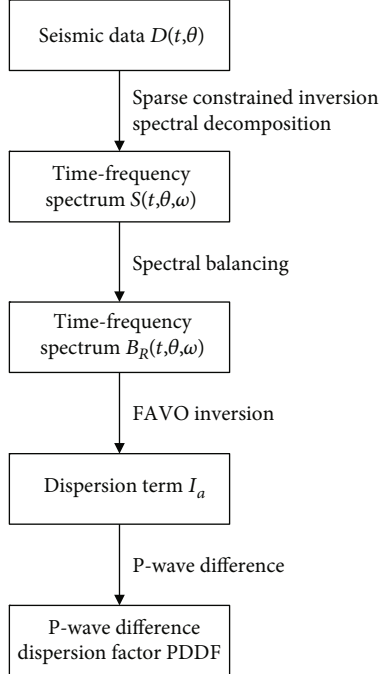 Seismic data D(t,θ)
Sparse constrained inversion
spectral decomposition
Time-frequency
spectrum S(t,θ,ω)
Spectral balancing
Time-frequency
spectrum B_R(t,θ,ω)
FAVO inversion
Dispersion term I_a
P-wave difference
P-wave difference
dispersion factor PDDF